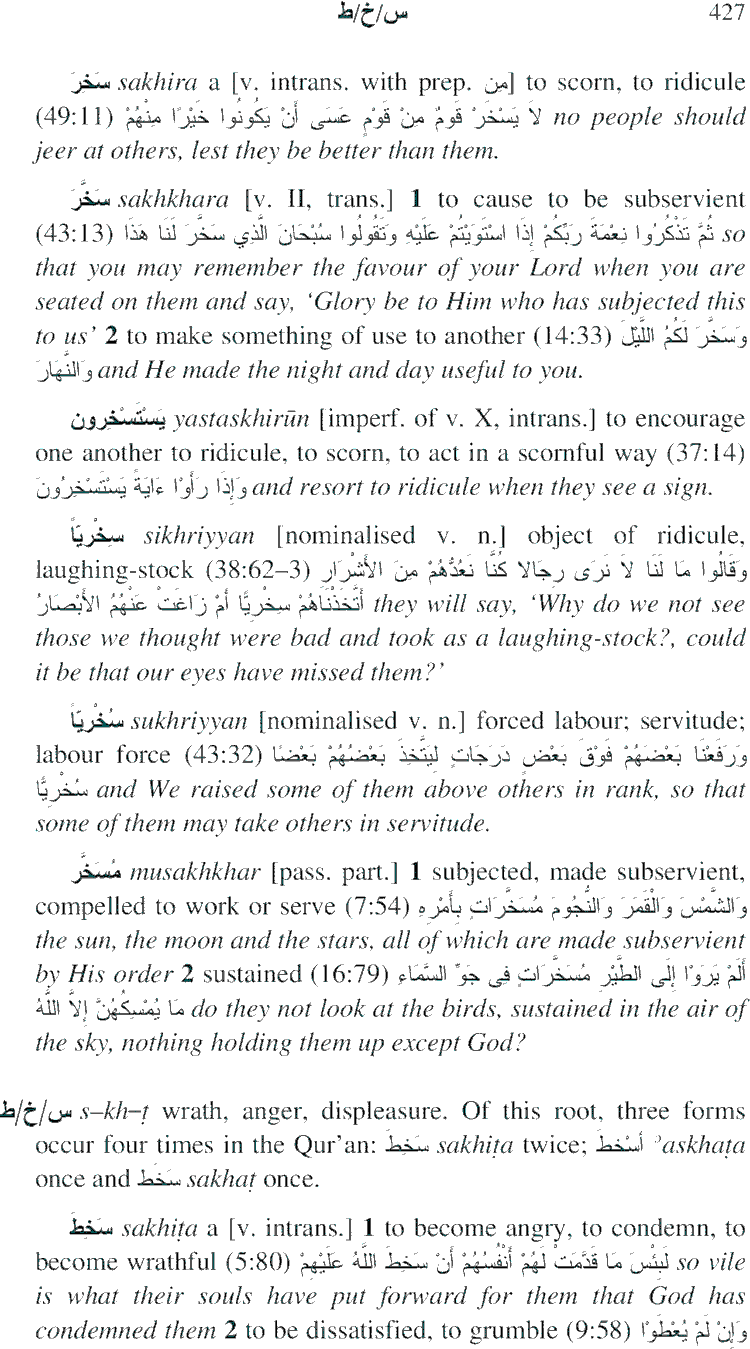 س/خ/ط 427
سَخِرَ sakhira a [v. intrans. with prep. مِن] to scorn, to ridicule
(49:11) لاَ يَسْخَرْ قَومٌ مِنْ قَوْمٍ عَسَى أَنْ يَكُونُوا خَيْرًا مِنْهُمْ no people should
jeer at others, lest they be better than them.
سَخَّرَ sakhkhara [v. II, trans.] 1 to cause to be subservient
(43:13) ثُمَّ تَذْكُرُوا نِعْمَةَ رَبِّكُمْ إِذَا اسْتَوَيْتُمْ عَلَيْهِ وَتَقُولُوا سُبْحَانَ الَّذِي سَخَّرَ لَنَا هَذَا so
that you may remember the favour of your Lord when you are
seated on them and say, ‘Glory be to Him who has subjected this
to us’ 2 to make something of use to another (14:33) وَسَخَّرَ لَكُمُ اللَّيْلَ
وَالنَّهَارَ and He made the night and day useful to you.
يَسْتَسْخِرون yastaskhirūn [imperf. of v. X, intrans.] to encourage
one another to ridicule, to scorn, to act in a scornful way (37:14)
وَإِذَا رَأَوْا ءَايَةً يَسْتَسْخِرُونَ and resort to ridicule when they see a sign.
سِخْرِيّاً sikhriyyan [nominalised v. n.] object of ridicule,
laughing-stock (38:62–3) وَقَالُوا مَا لَنَا لاَ نَرَى رِجَالا كُنَّا نَعُدُّهُمْ مِنَ الأَشْرَارِ
أَتَّخَذْنَاهُمْ سِخْرِيًّا أَمْ زَاغَتْ عَنْهُمُ الأَبْصَارُ they will say, ‘Why do we not see
those we thought were bad and took as a laughing-stock?, could
it be that our eyes have missed them?’
سُخْرِيّاً sukhriyyan [nominalised v. n.] forced labour; servitude;
labour force (43:32) وَرَفَعْنَا بَعْضَهُمْ فَوْقَ بَعْضٍ دَرَجَاتٍ لِيَتَّخِذَ بَعْضُهُمْ بَعْضًا
سُخْرِيًّا and We raised some of them above others in rank, so that
some of them may take others in servitude.
مُسَخَّر musakhkhar [pass. part.] 1 subjected, made subservient,
compelled to work or serve (7:54) وَالشَّمْسَ وَالْقَمَرَ وَالنُّجُومَ مُسَخَّرَاتٍ بِأَمْرِهِ
the sun, the moon and the stars, all of which are made subservient
by His order 2 sustained (16:79) أَلَمْ يَرَوْا إِلَى الطَّيْرِ مُسَخَّرَاتٍ فِى جَوِّ السَّمَاءِ
مَا يُمْسِكُهُنَّ إِلاَّ اللَّهُ do they not look at the birds, sustained in the air of
the sky, nothing holding them up except God?
س/خ/ط s–kh–ṭ wrath, anger, displeasure. Of this root, three forms
occur four times in the Qur’an: سَخِطَ sakhiṭa twice; أَسْخَطَ ʾaskhaṭa
once and سَخَط sakhaṭ once.
سَخِطَ sakhiṭa a [v. intrans.] 1 to become angry, to condemn, to
become wrathful (5:80) لَبِئْسَ مَا قَدَّمَتْ لَهُمْ أَنْفُسُهُمْ أَنْ سَخِطَ اللَّهُ عَلَيْهِمْ so vile
is what their souls have put forward for them that God has
condemned them 2 to be dissatisfied, to grumble (9:58) وَإِنْ لَمْ يُعْطَوْا